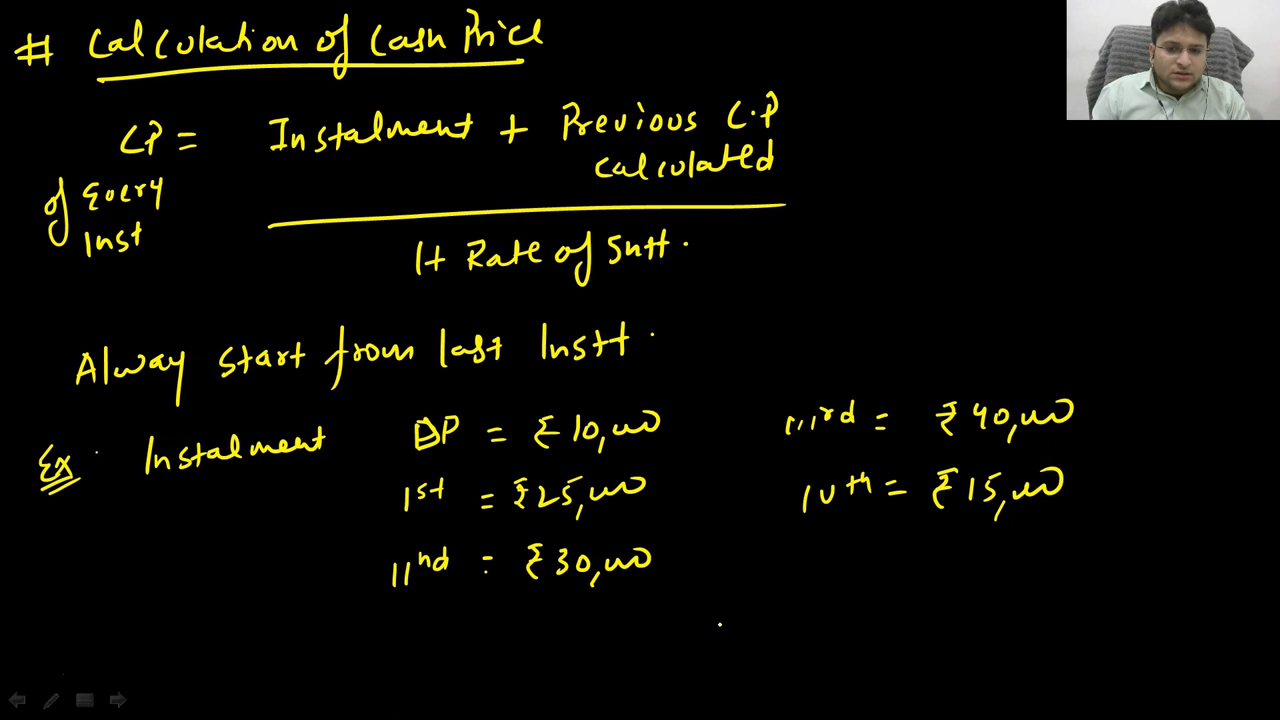 # Calculation of Cash Price
CP = Instalment + Previous C.P
of Every Inst
calculated
1+ Rate of Intt.
Alway start from last Instt.
Ex. Instalment DP = ₹10,000
1st = ₹25,000
IInd = ₹30,000
IIIrd = ₹40,000
IVth = ₹15,000